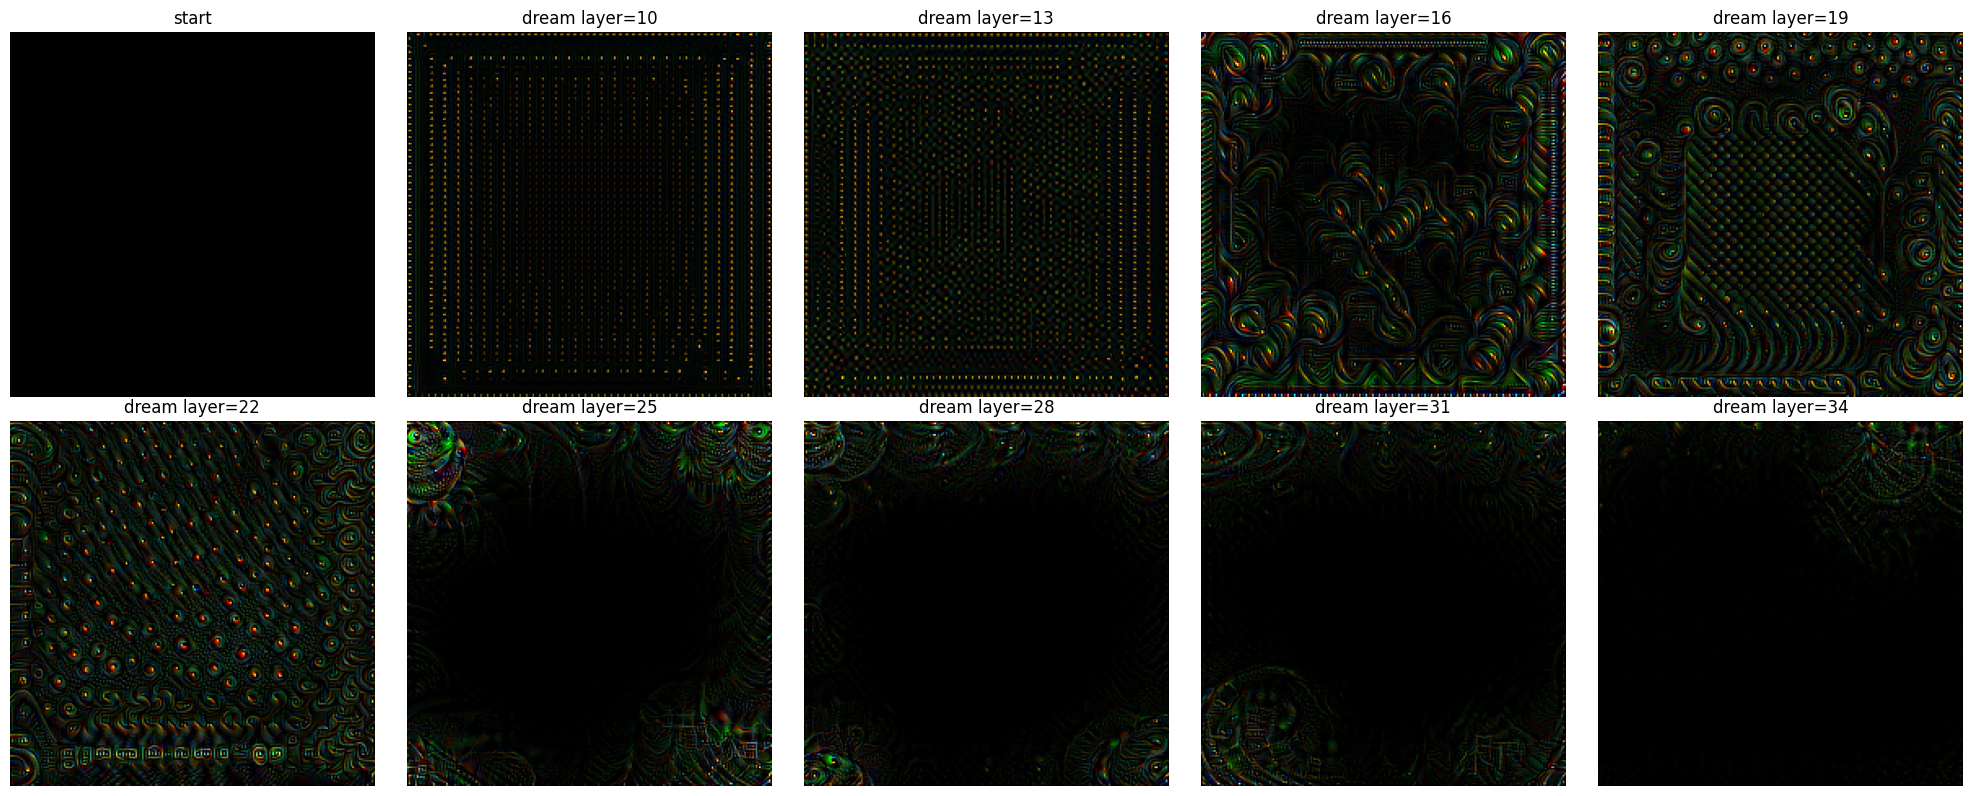 start
dream layer=10
dream layer=13
dream layer=16
dream layer=19
dream layer=22
dream layer=25
dream layer=28
dream layer=31
dream layer=34